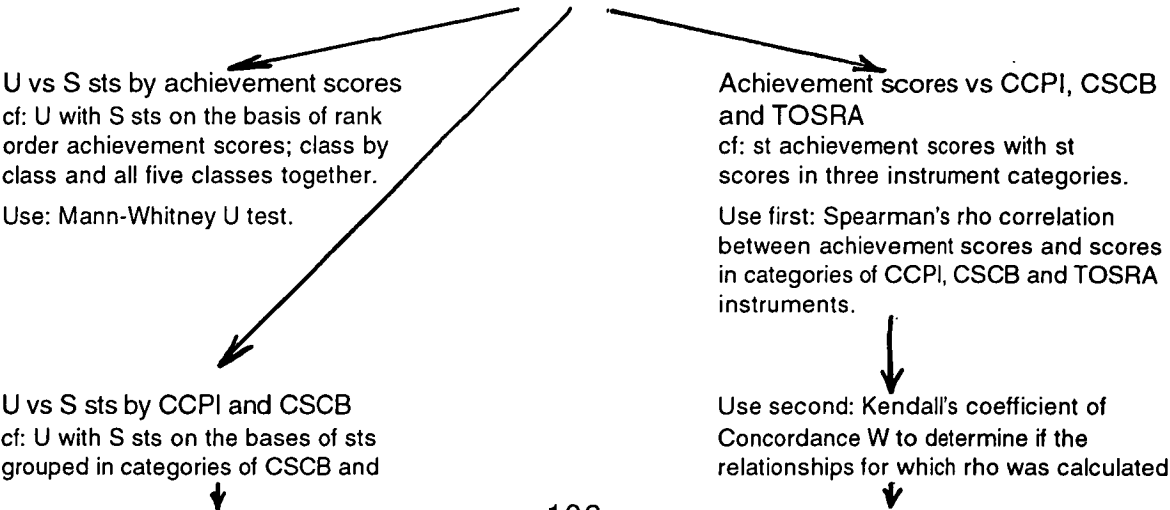 U vs S sts by achievement scores
cf: U with S sts on the basis of rank
order achievement scores; class by
class and all five classes together.
Use: Mann-Whitney U test.
U vs S sts by CCPI and CSCB
cf: U with S sts on the bases of sts
grouped in categories of CSCB and
Achievement scores vs CCPI, CSCB
and TOSRA
cf: st achievement scores with st
scores in three instrument categories.
Use first: Spearman's rho correlation
between achievement scores and scores
in categories of CCPI, CSCB and TOSRA
instruments.
Use second: Kendall's coefficient of
Concordance W to determine if the
relationships for which rho was calculated